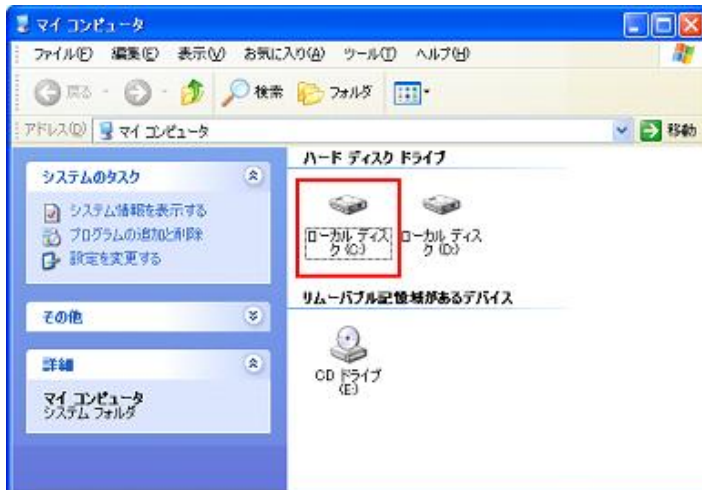 マイ コンピュータ
ファイル(F) 編集(E) 表示(V) お気に入り(A) ツール(T) ヘルプ(H)
戻る 検索 フォルダ
アドレス(D) マイ コンピュータ 移動
システムのタスク
システム情報を表示する
プログラムの追加と削除
設定を変更する
その他
詳細
マイ コンピュータ
システム フォルダ
ハード ディスク ドライブ
ローカル ディス
ク (C:)
ローカル ディス
ク (D:)
リムーバブル記憶域があるデバイス
CD ドライブ
(E:)